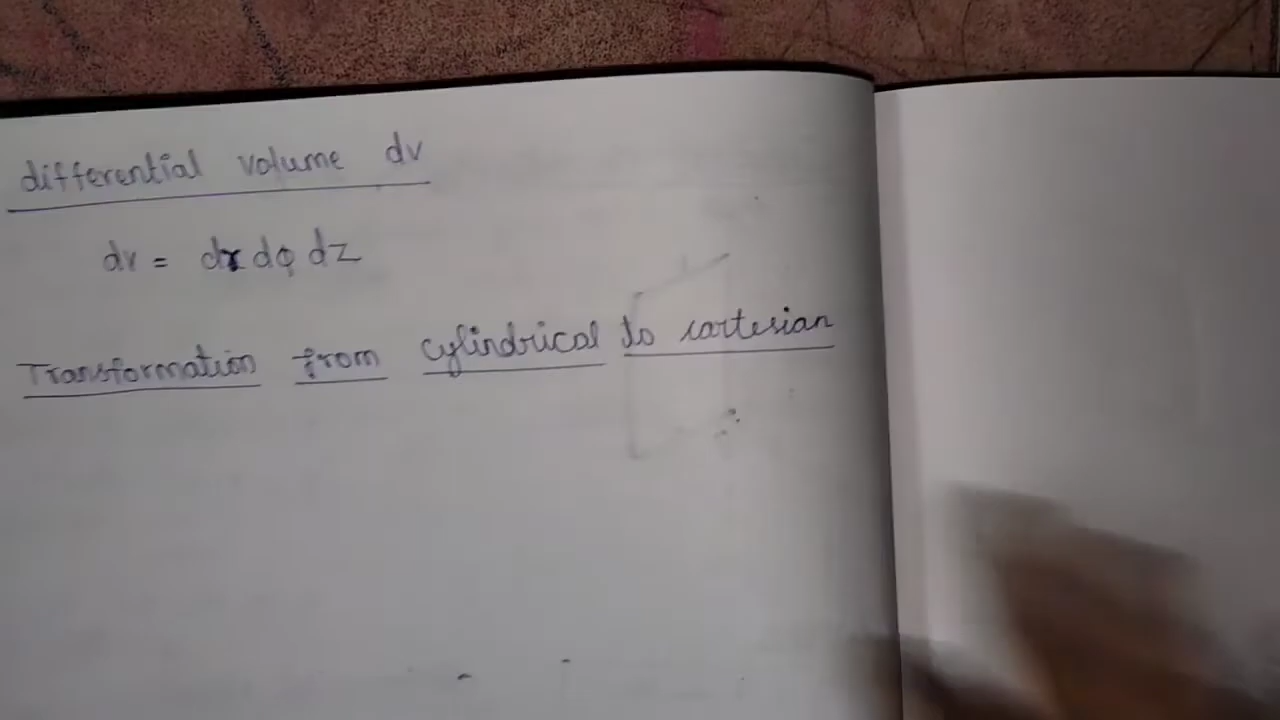 differential volume dv
dv = dr dφ dz
Transformation from cylindrical to cartesian